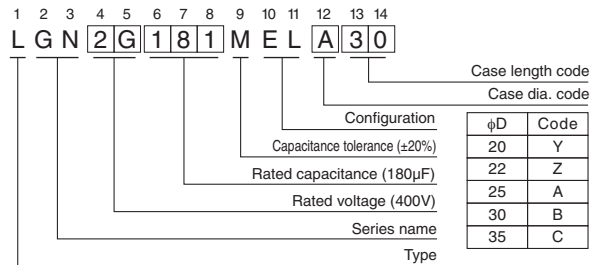 1 2 3 4 5 6 7 8 9 10 11 12 13 14
L G N 2 G 1 8 1 M E L A 3 0
Case length code
Case dia. code
Configuration
Capacitance tolerance (±20%)
Rated capacitance (180µF)
Rated voltage (400V)
Series name
Type
ϕD Code
20 Y
22 Z
25 A
30 B
35 C